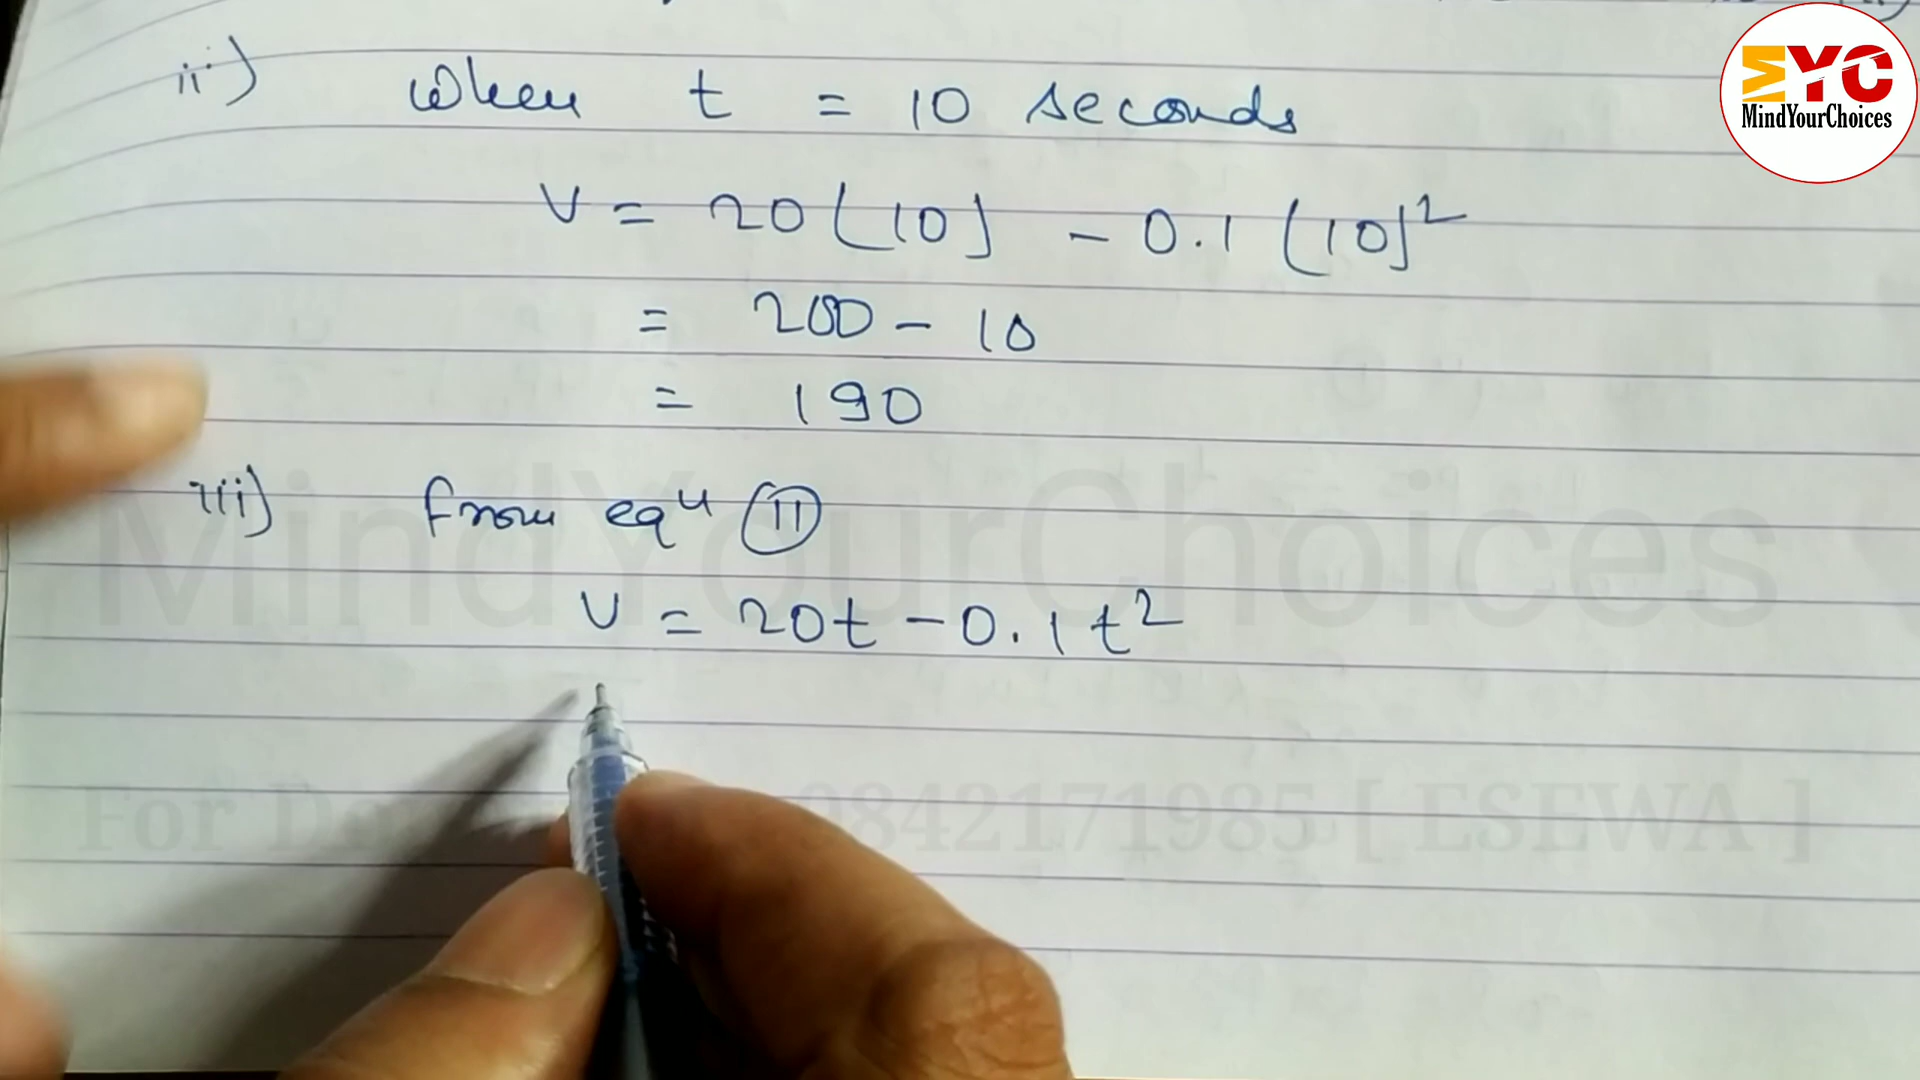 MYC
MindYourChoices
ii) When t = 10 seconds
V = 20(10) - 0.1 (10)²
= 200 - 10
= 190
iii) from eqⁿ (II)
V = 20t - 0.1t²
MindYourChoices
For 9842171985 [ ESEWA ]